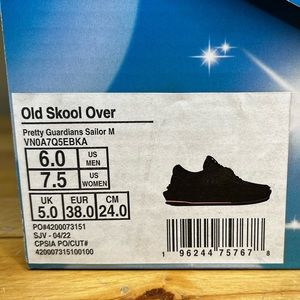 Old Skool Over
Pretty Guardians Sailor M
VN0A7Q5EBKA
6.0 US MEN
7.5 US WOMEN
UK 5.0 EUR 38.0 CM 24.0
PO#4200073151
SJV - 04/22
CPSIA PO/CUT#
420007315100100
1 96244 75767 8